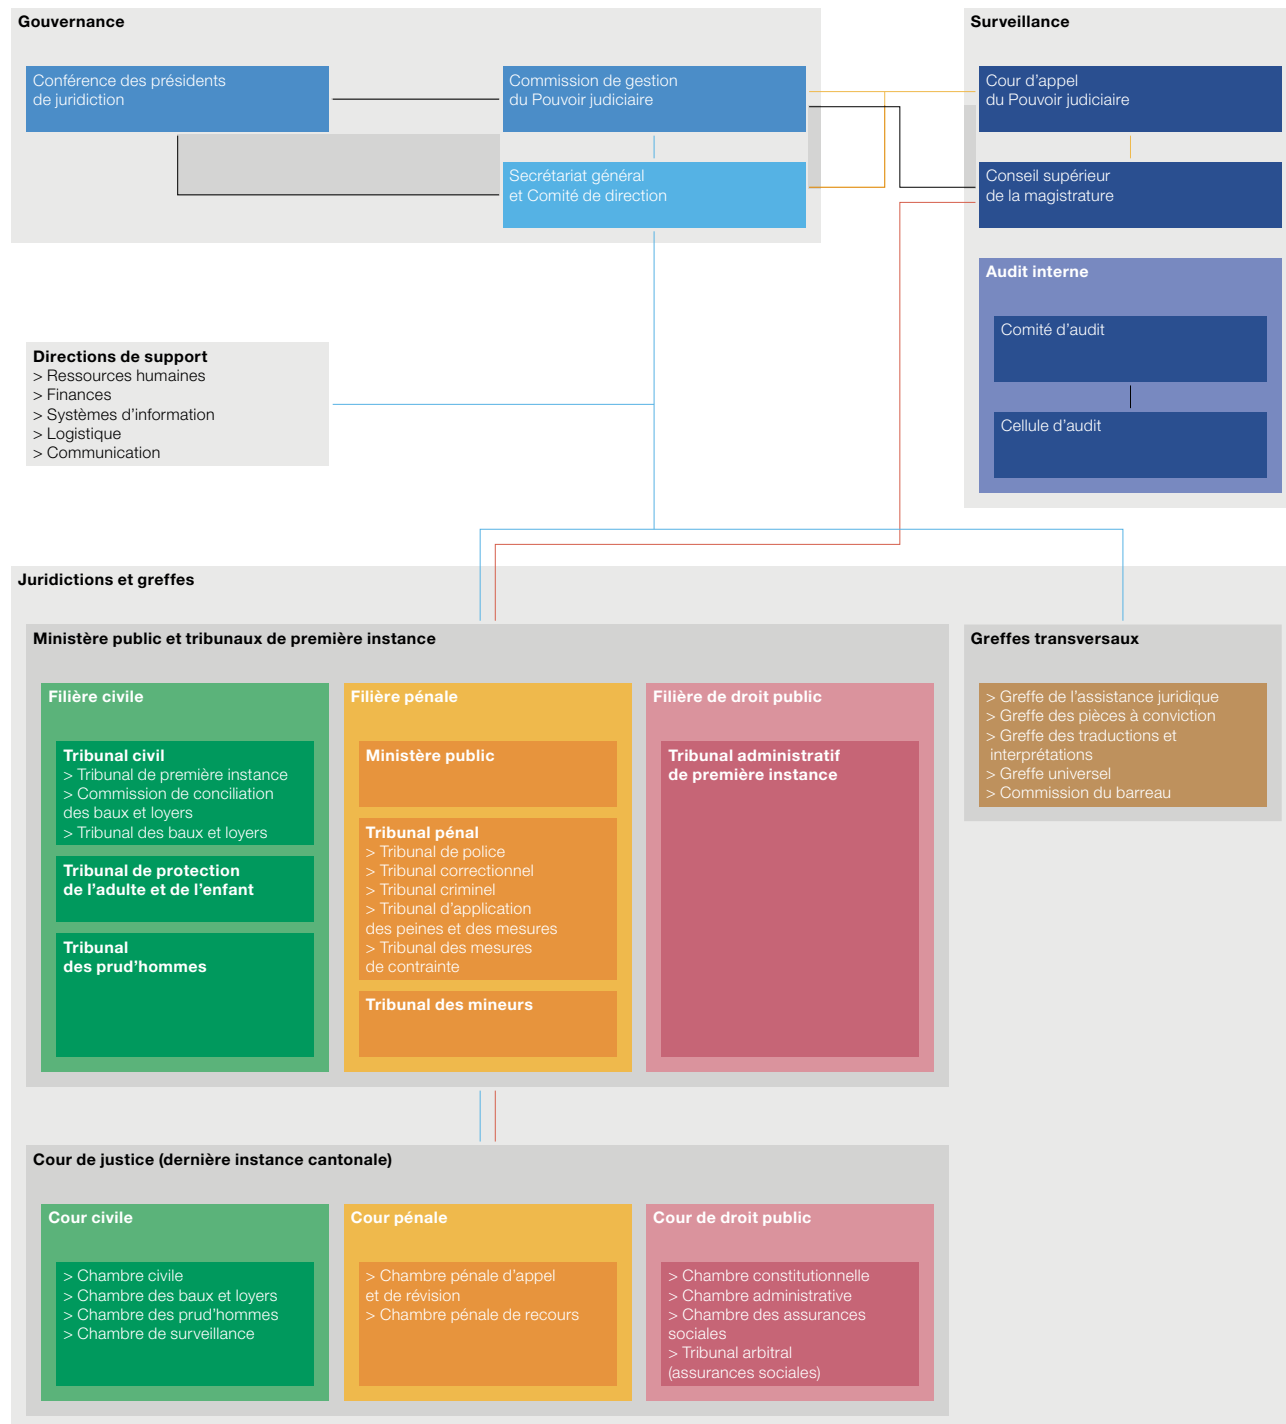 Gouvernance
Conférence des présidents
de juridiction
Commission de gestion
du Pouvoir judiciaire
Secrétariat général
et Comité de direction
Surveillance
Cour d'appel
du Pouvoir judiciaire
Conseil supérieur
de la magistrature
Audit interne
Comité d'audit
Cellule d'audit
Directions de support
> Ressources humaines
> Finances
> Systèmes d'information
> Logistique
> Communication
Juridictions et greffes
Ministère public et tribunaux de première instance
Filière civile
Tribunal civil
> Tribunal de première instance
> Commission de conciliation
des baux et loyers
> Tribunal des baux et loyers
Tribunal de protection
de l'adulte et de l'enfant
Tribunal
des prud'hommes
Filière pénale
Ministère public
Tribunal pénal
> Tribunal de police
> Tribunal correctionnel
> Tribunal criminel
> Tribunal d'application
des peines et des mesures
> Tribunal des mesures
de contrainte
Tribunal des mineurs
Filière de droit public
Tribunal administratif
de première instance
Greffes transversaux
> Greffe de l'assistance juridique
> Greffe des pièces à conviction
> Greffe des traductions et
interprétations
> Greffe universel
> Commission du barreau
Cour de justice (dernière instance cantonale)
Cour civile
> Chambre civile
> Chambre des baux et loyers
> Chambre des prud'hommes
> Chambre de surveillance
Cour pénale
> Chambre pénale d'appel
et de révision
> Chambre pénale de recours
Cour de droit public
> Chambre constitutionnelle
> Chambre administrative
> Chambre des assurances
sociales
> Tribunal arbitral
(assurances sociales)